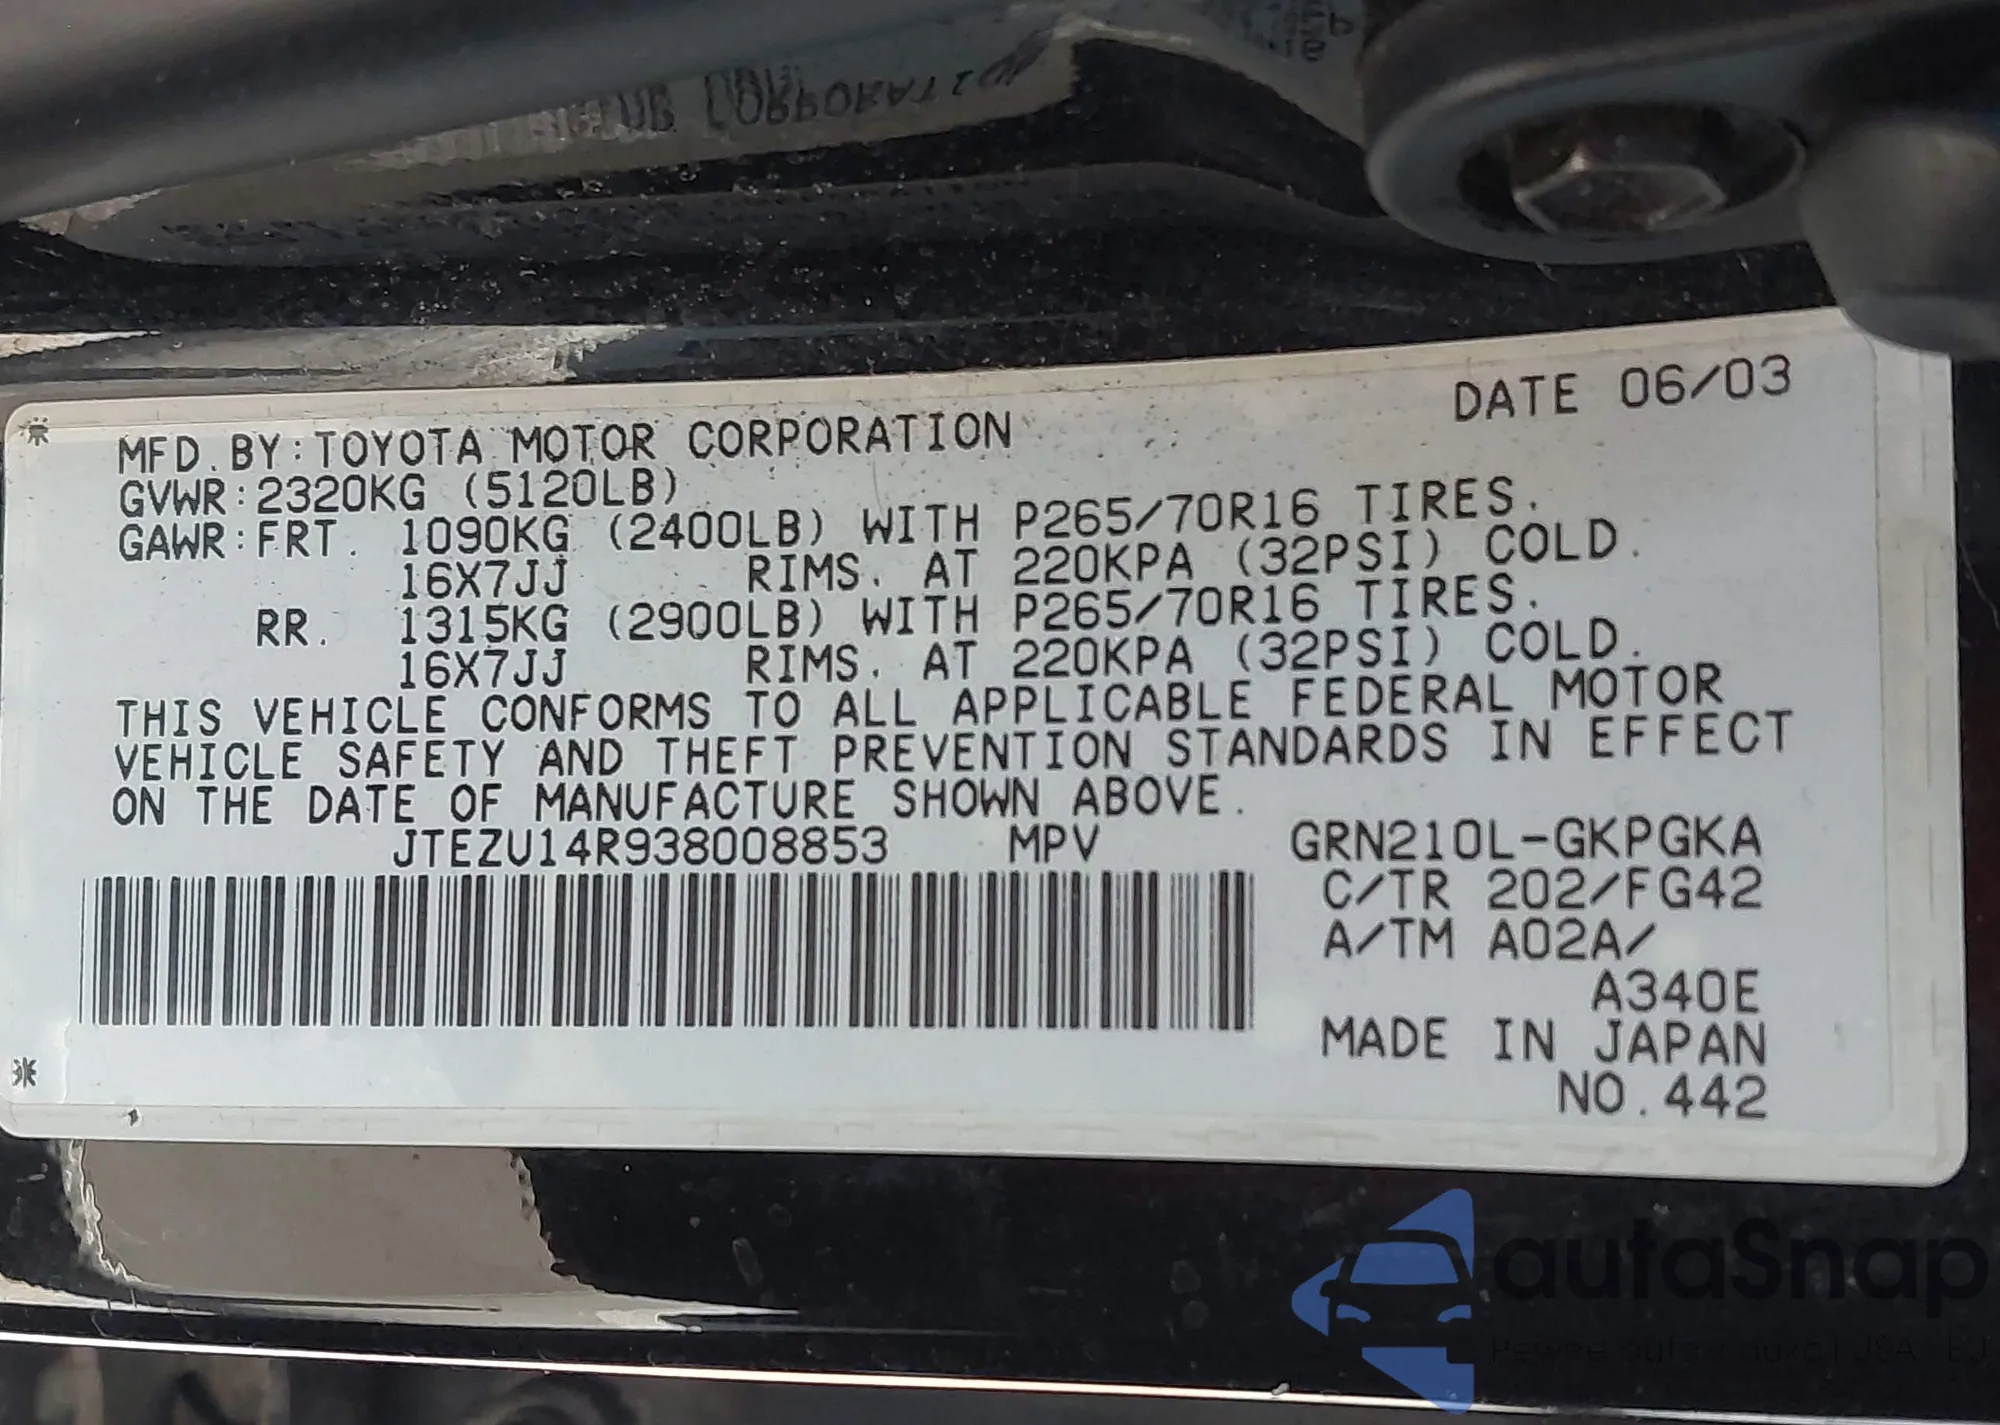 DATE 06/03
MFD. BY: TOYOTA MOTOR CORPORATION
GVWR: 2320KG (5120LB)
GAWR: FRT. 1090KG (2400LB) WITH P265/70R16 TIRES.
16X7JJ RIMS. AT 220KPA (32PSI) COLD.
RR. 1315KG (2900LB) WITH P265/70R16 TIRES.
16X7JJ RIMS. AT 220KPA (32PSI) COLD.
THIS VEHICLE CONFORMS TO ALL APPLICABLE FEDERAL MOTOR
VEHICLE SAFETY AND THEFT PREVENTION STANDARDS IN EFFECT
ON THE DATE OF MANUFACTURE SHOWN ABOVE.
JTEZU14R938008853 MPV GRN210L-GKPGKA
C/TR 202/FG42
A/TM A02A/
A340E
MADE IN JAPAN
NO. 442
autaSnap